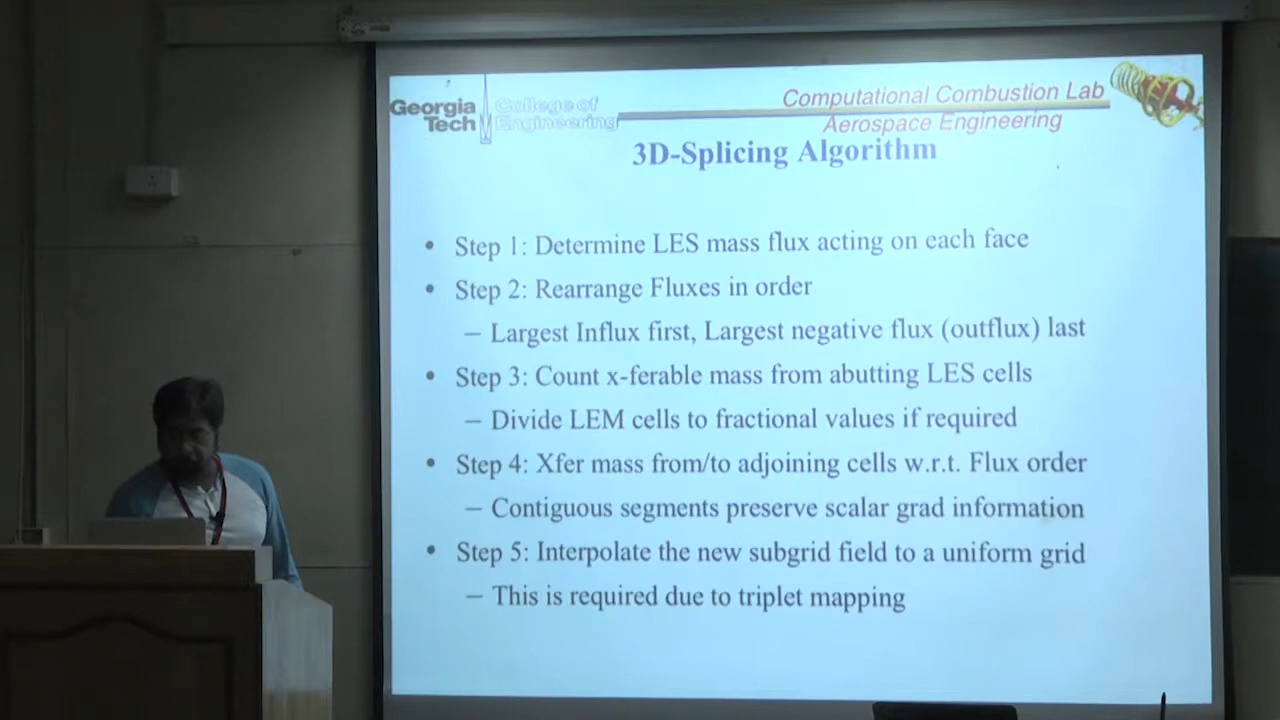 Georgia
Tech
College of
Engineering
Computational Combustion Lab
Aerospace Engineering
3D-Splicing Algorithm
• Step 1: Determine LES mass flux acting on each face
• Step 2: Rearrange Fluxes in order
– Largest Influx first, Largest negative flux (outflux) last
• Step 3: Count x-ferable mass from abutting LES cells
– Divide LEM cells to fractional values if required
• Step 4: Xfer mass from/to adjoining cells w.r.t. Flux order
– Contiguous segments preserve scalar grad information
• Step 5: Interpolate the new subgrid field to a uniform grid
– This is required due to triplet mapping